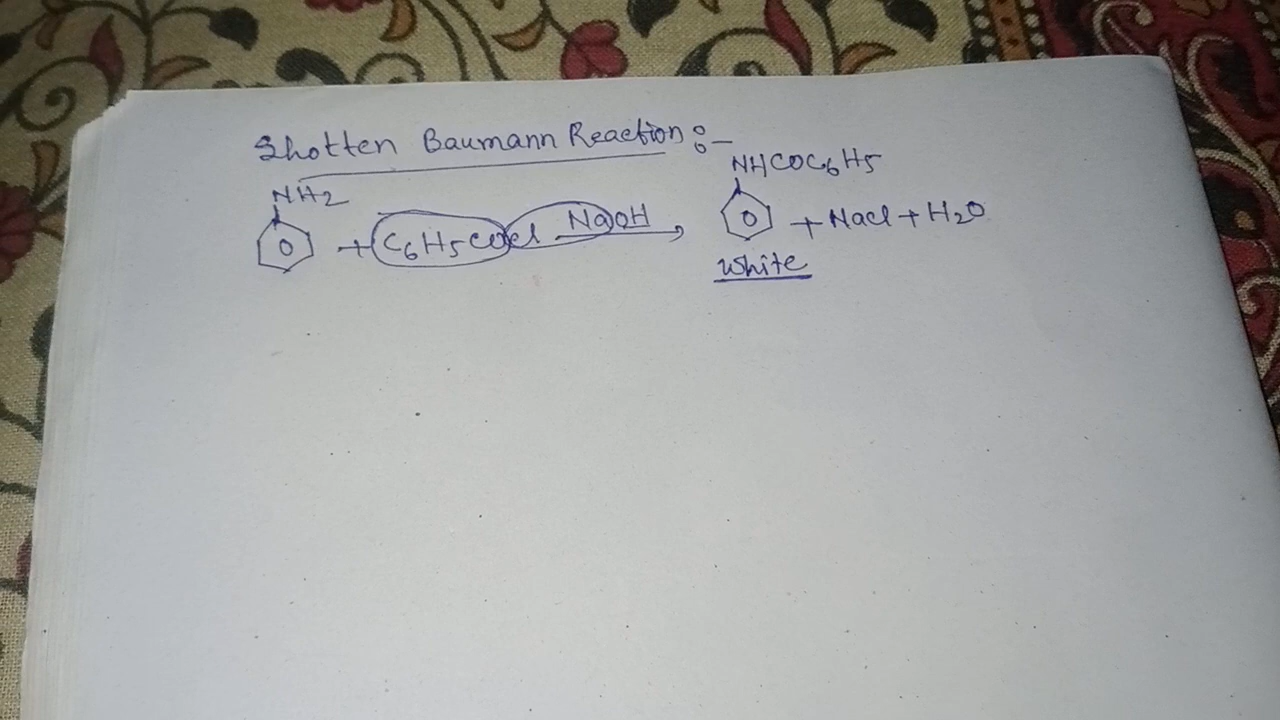 Shotten Baumann Reaction :-
NH2 NHCOC6H5
+ C6H5COCl NaOH → + NaCl + H2O
White